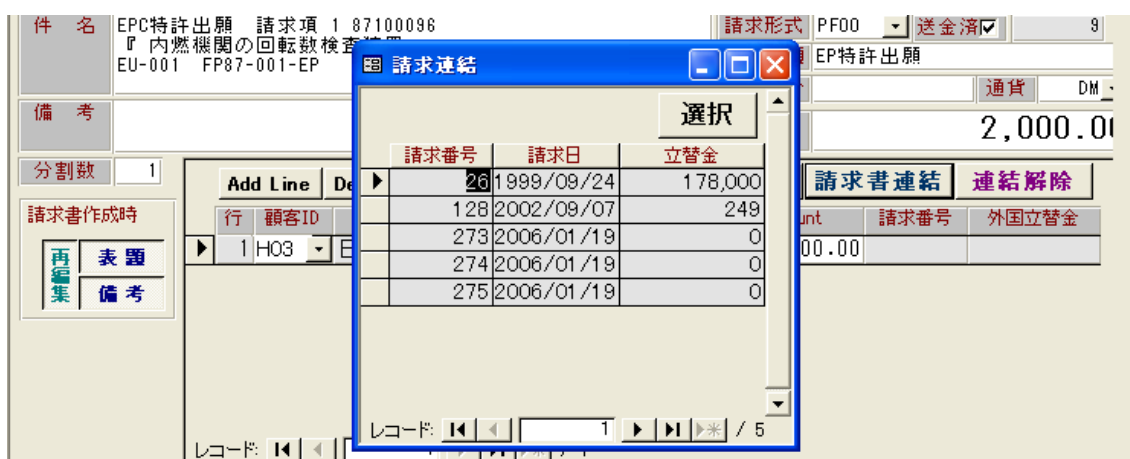 件 名 EPC特許出願 請求項 1 87100096 請求形式 PF00 送金済 9
『 内燃機関の回転数検査
EU-001 FP87-001-EP EP特許出願
通貨 DM
備 考 2,000.0
請求連結
選択
請求番号 請求日 立替金
26 1999/09/24 178,000
128 2002/09/07 249
273 2006/01/19 0
274 2006/01/19 0
275 2006/01/19 0
レコード: 1 / 5
分割数 1
Add Line De 請求書連結 連結解除
請求書作成時
再編集 表 題
備 考
行 顧客ID unt 請求番号 外国立替金
1 H03 00.00
レコード: